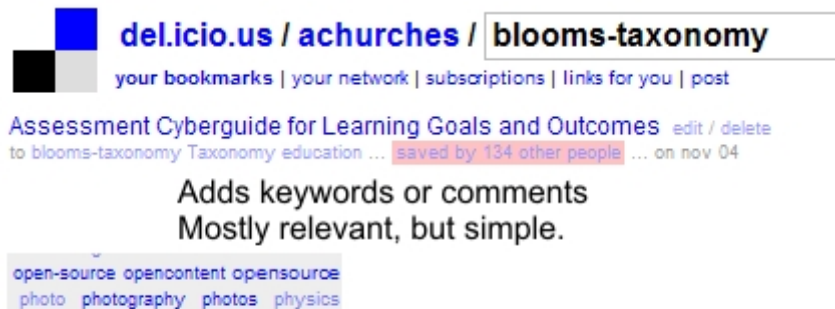 del.icio.us / achurches / blooms-taxonomy
your bookmarks | your network | subscriptions | links for you | post
Assessment Cyberguide for Learning Goals and Outcomes edit / delete
to blooms-taxonomy Taxonomy education ... saved by 134 other people ... on nov 04
Adds keywords or comments
Mostly relevant, but simple.
open-source opencontent opensource
photo photography photos physics